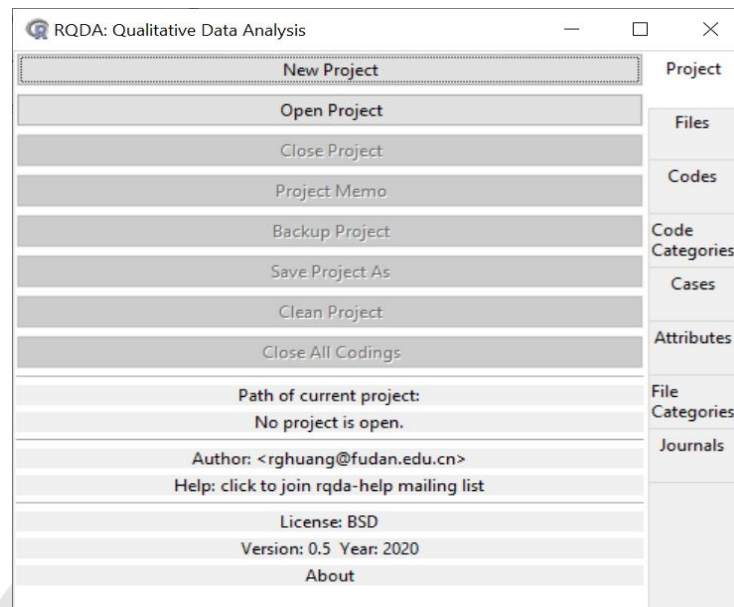 RQDA: Qualitative Data Analysis
New Project
Open Project
Close Project
Project Memo
Backup Project
Save Project As
Clean Project
Close All Codings
Path of current project:
No project is open.
Author: <rghuang@fudan.edu.cn>
Help: click to join rqda-help mailing list
License: BSD
Version: 0.5 Year: 2020
About
Project
Files
Codes
Code
Categories
Cases
Attributes
File
Categories
Journals